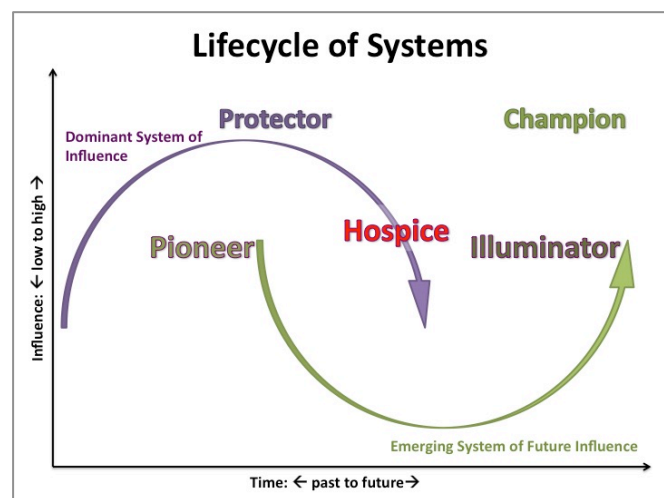 Lifecycle of Systems
Protector
Champion
Dominant System of
Influence
Pioneer
Hospice
Illuminator
Influence: ← low to high →
Emerging System of Future Influence
Time: ← past to future→